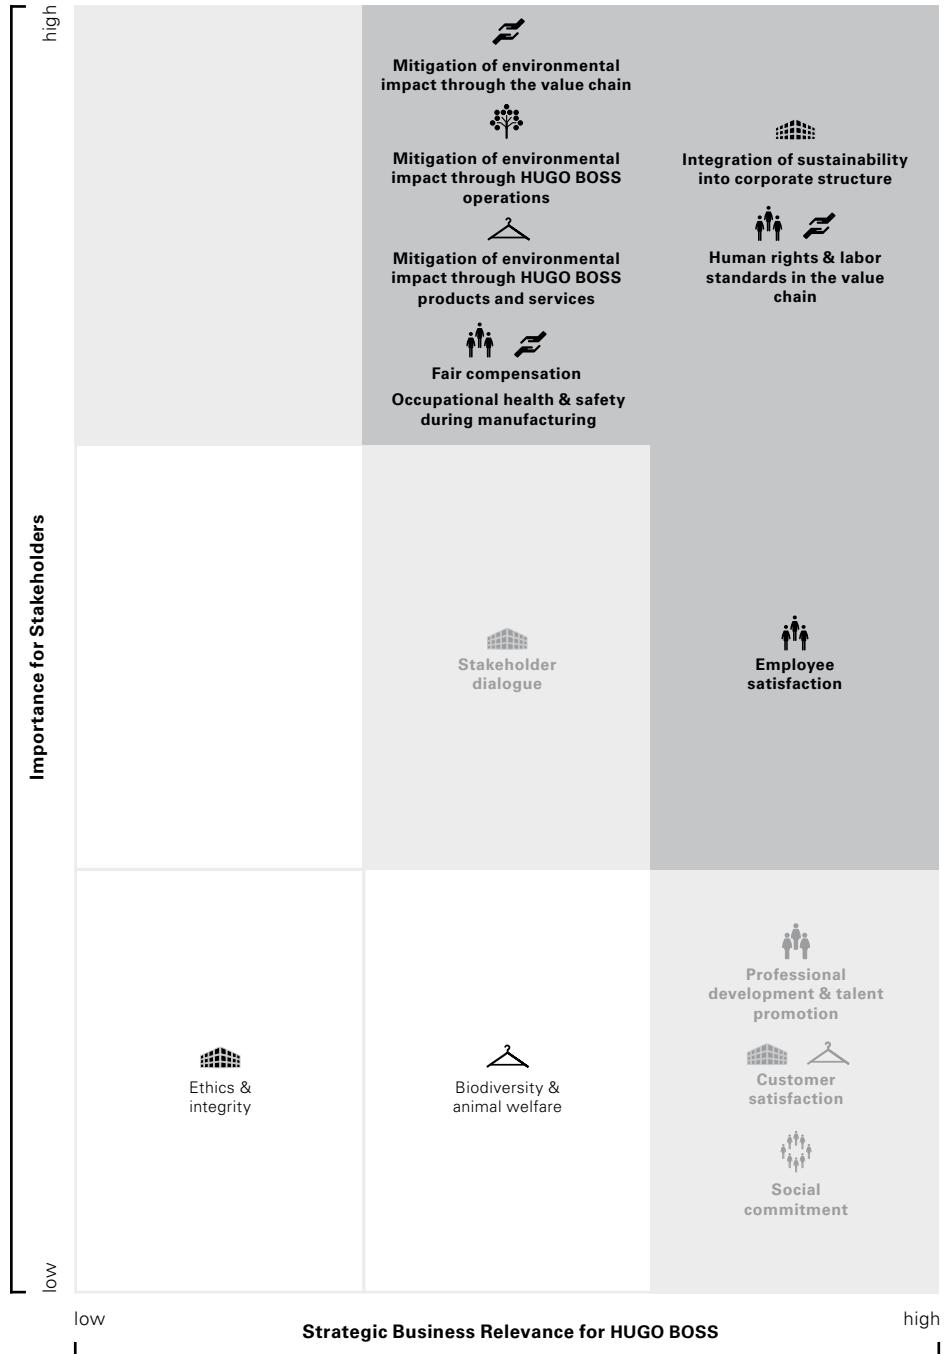 high
Mitigation of environmental
impact through the value chain
Mitigation of environmental
impact through HUGO BOSS
operations
Mitigation of environmental
impact through HUGO BOSS
products and services
Fair compensation
Occupational health & safety
during manufacturing
Integration of sustainability
into corporate structure
Human rights & labor
standards in the value
chain
Importance for Stakeholders
Stakeholder
dialogue
Employee
satisfaction
Ethics &
integrity
Biodiversity &
animal welfare
Professional
development & talent
promotion
Customer
satisfaction
Social
commitment
low
low
Strategic Business Relevance for HUGO BOSS
high